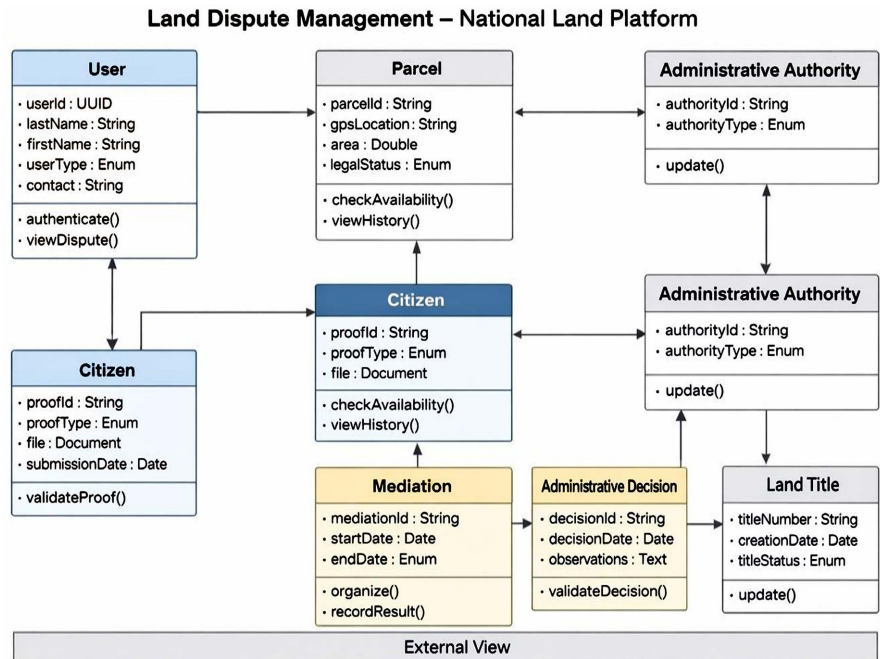 Land Dispute Management – National Land Platform
User
· userId : UUID
· lastName : String
· firstName : String
· userType : Enum
· contact : String
· authenticate()
· viewDispute()
Parcel
· parcelId : String
· gpsLocation : String
· area : Double
· legalStatus : Enum
· checkAvailability()
· viewHistory()
Administrative Authority
· authorityId : String
· authorityType : Enum
· update()
Citizen
· proofId : String
· proofType : Enum
· file : Document
· submissionDate : Date
· validateProof()
Citizen
· proofId : String
· proofType : Enum
· file : Document
· checkAvailability()
· viewHistory()
Administrative Authority
· authorityId : String
· authorityType : Enum
· update()
Mediation
· mediationId : String
· startDate : Date
· endDate : Enum
· organize()
· recordResult()
Administrative Decision
· decisionId : String
· decisionDate : Date
· observations : Text
· validateDecision()
Land Title
· titleNumber : String
· creationDate : Date
· titleStatus : Enum
· update()
External View